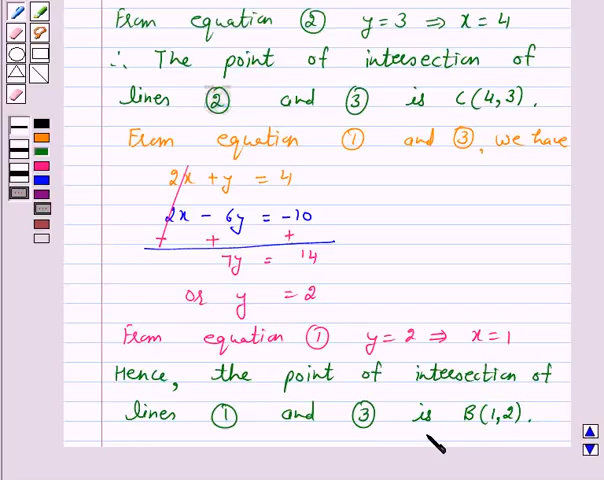 From equation ② y = 3 ⇒ x = 4
∴ The point of intersection of
lines ② and ③ is C(4,3).
From equation ① and ③, we have
2x + y = 4
2x - 6y = -10
- + +
7y = 14
or y = 2
From equation ① y = 2 ⇒ x = 1
Hence, the point of intersection of
lines ① and ③ is B(1,2).